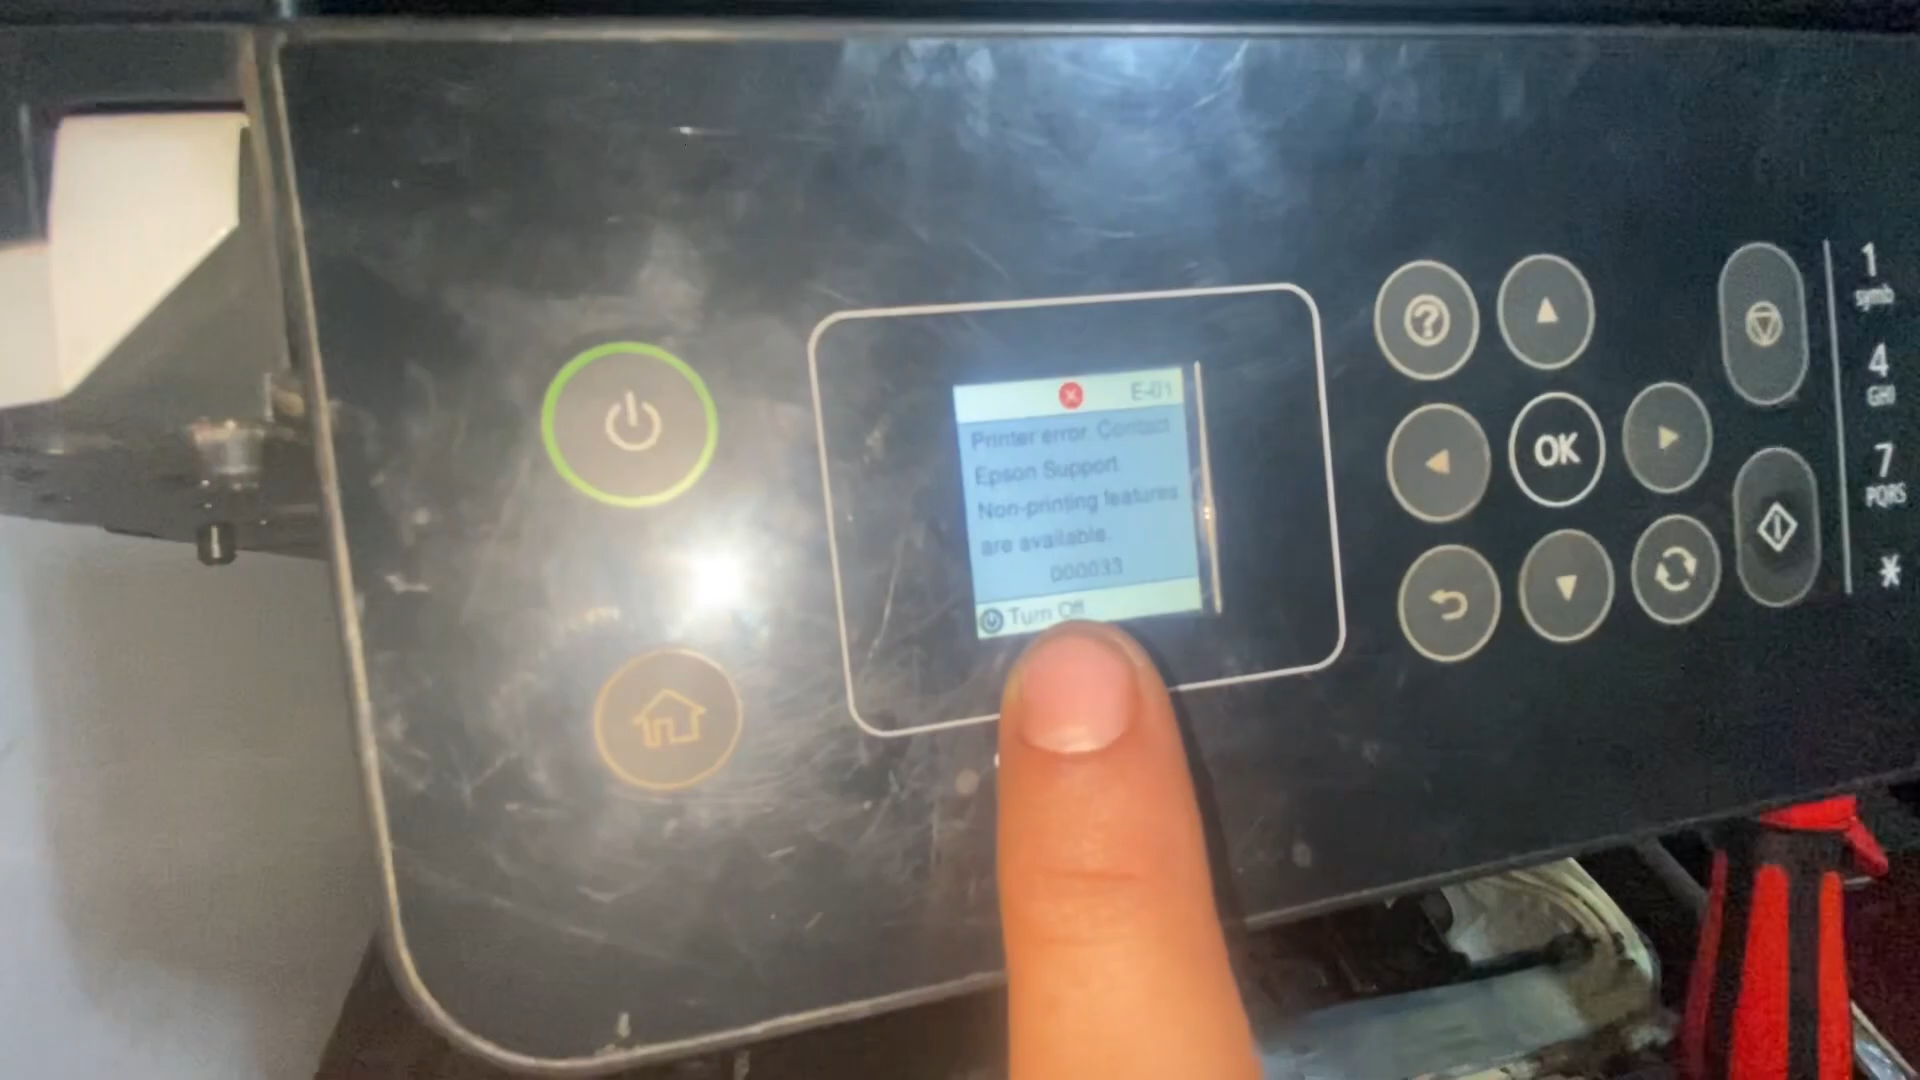 E-01
Printer error. Contact
Epson Support.
Non-printing features
are available.
000033
Turn Off
OK
1
symb
4
GHI
7
PQRS
*